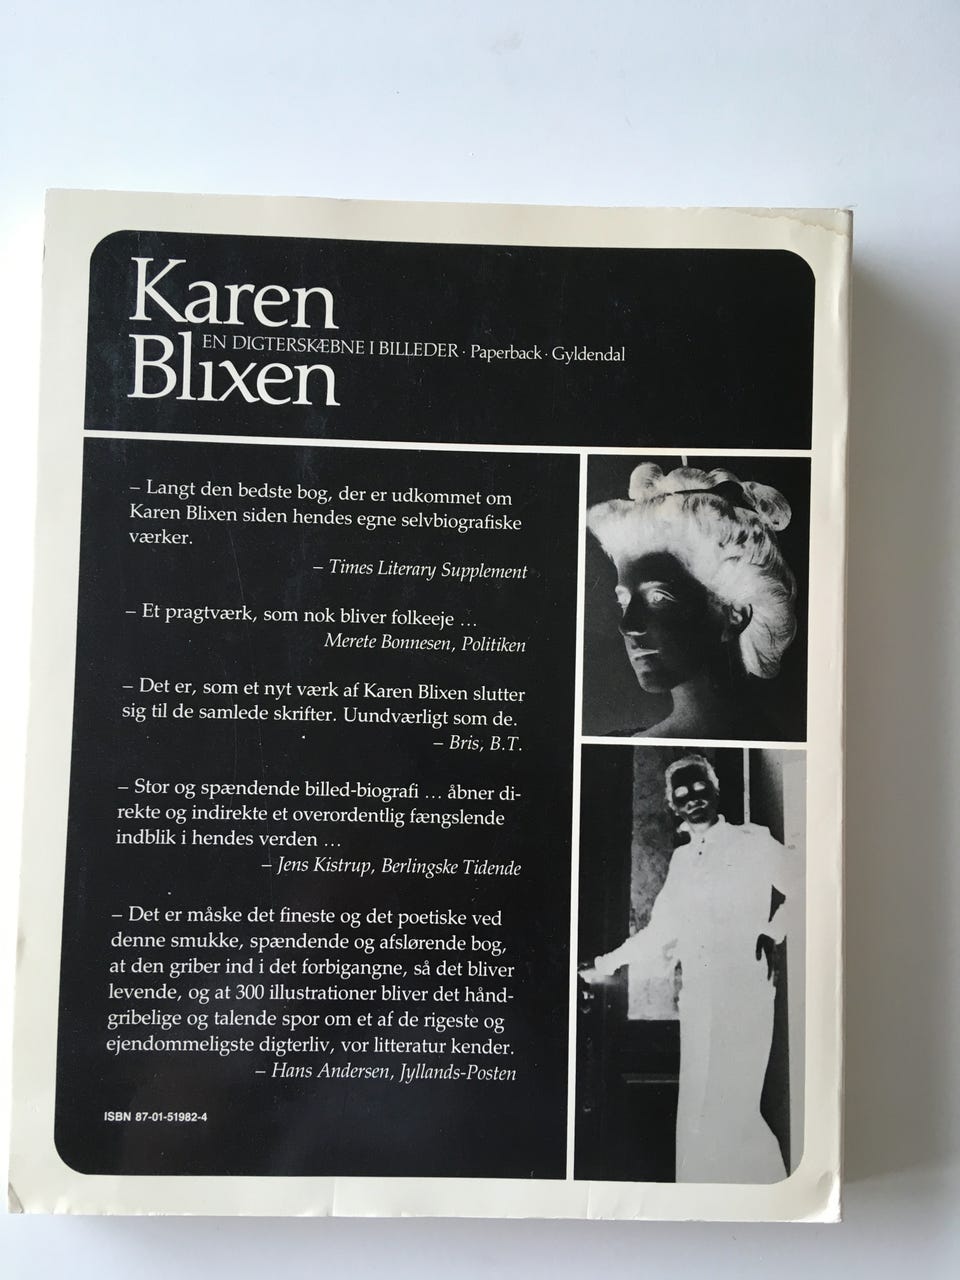 Karen
EN DIGTERSKÆBNE I BILLEDER · Paperback · Gyldendal
Blixen
– Langt den bedste bog, der er udkommet om
Karen Blixen siden hendes egne selvbiografiske
værker.
– Times Literary Supplement
– Et pragtværk, som nok bliver folkeeje ...
Merete Bonnesen, Politiken
– Det er, som et nyt værk af Karen Blixen slutter
sig til de samlede skrifter. Uundværligt som de.
– Bris, B.T.
– Stor og spændende billed-biografi ... åbner di-
rekte og indirekte et overordentlig fængslende
indblik i hendes verden ...
– Jens Kistrup, Berlingske Tidende
– Det er måske det fineste og det poetiske ved
denne smukke, spændende og afslørende bog,
at den griber ind i det forbigangne, så det bliver
levende, og at 300 illustrationer bliver det hånd-
gribelige og talende spor om et af de rigeste og
ejendommeligste digterliv, vor litteratur kender.
– Hans Andersen, Jyllands-Posten
ISBN 87-01-51982-4